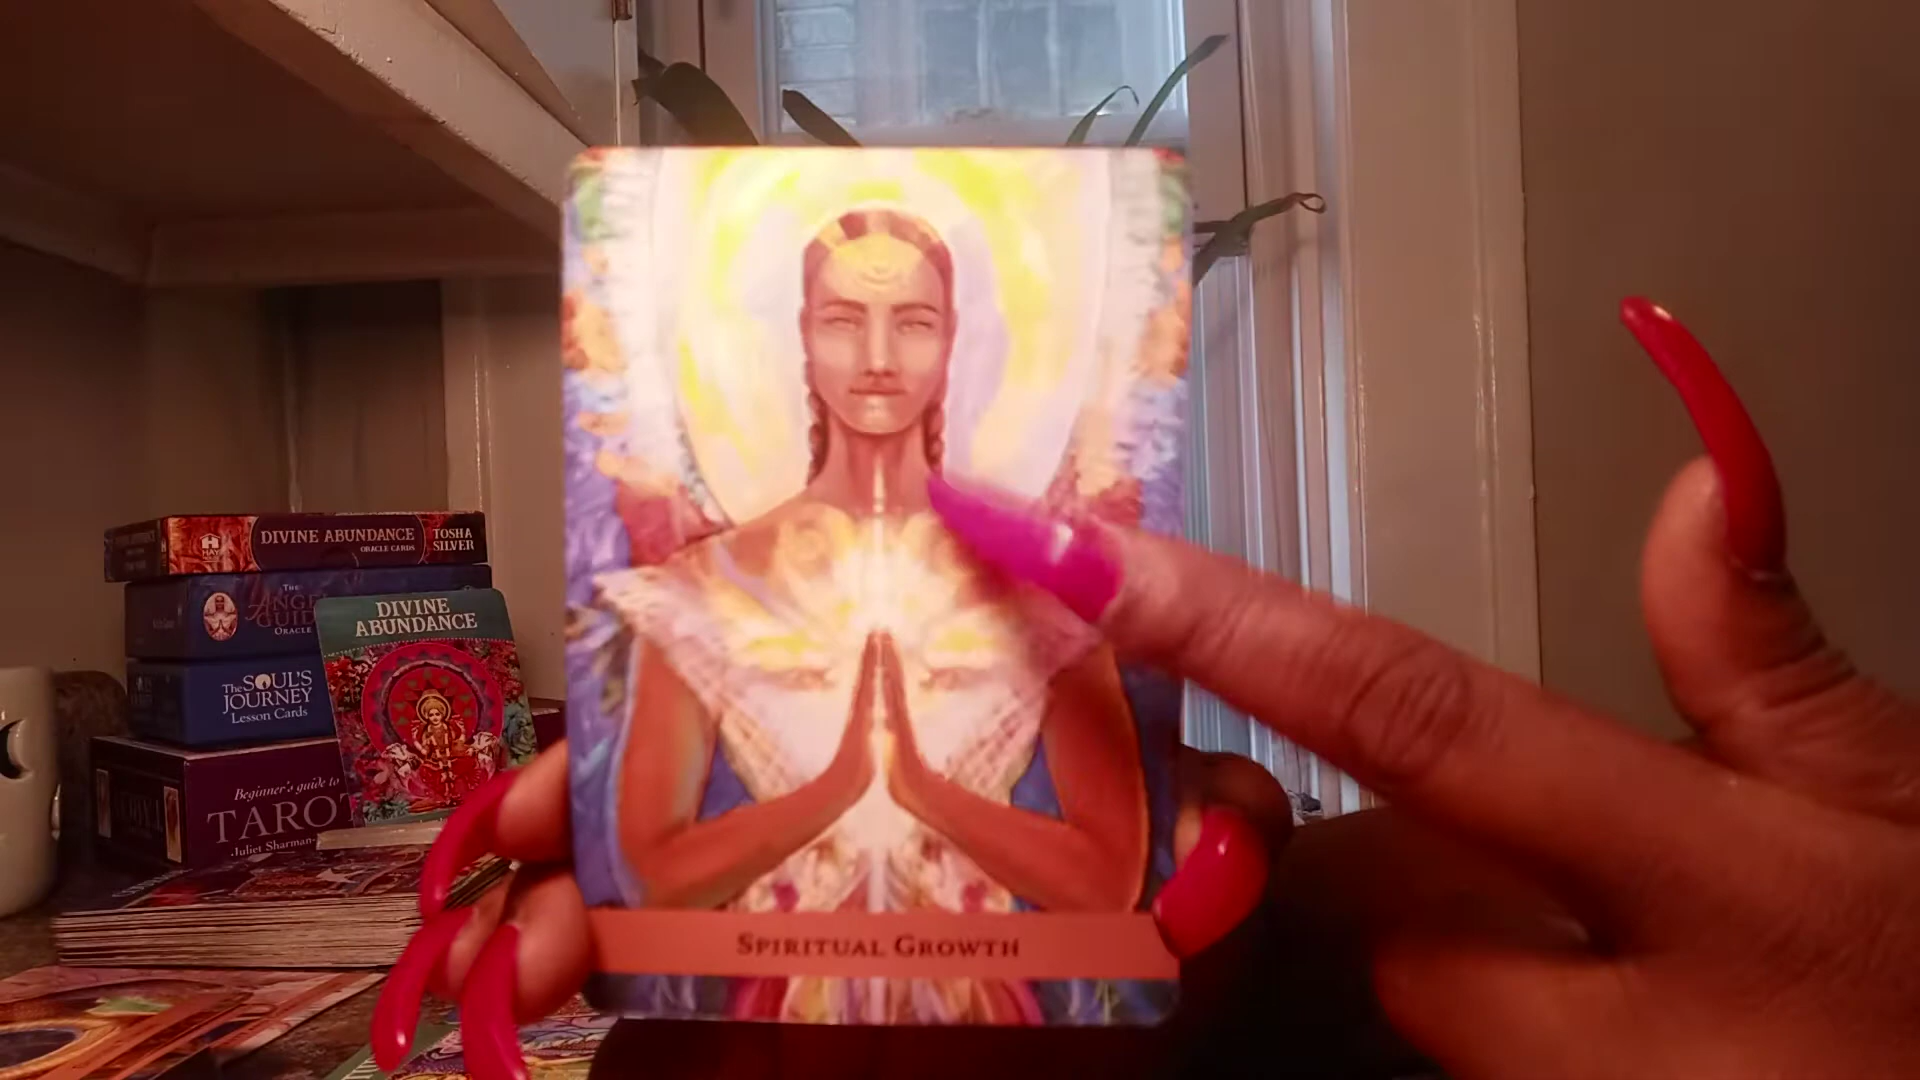 DIVINE ABUNDANCE
ORACLE CARDS
TOSHA
SILVER
HAY
THE
ANGEL
GUIDE
ORACLE
DIVINE
ABUNDANCE
The SOUL'S
JOURNEY
Lesson Cards
Beginner's guide to
TAROT
Juliet Sharman-
SPIRITUAL GROWTH